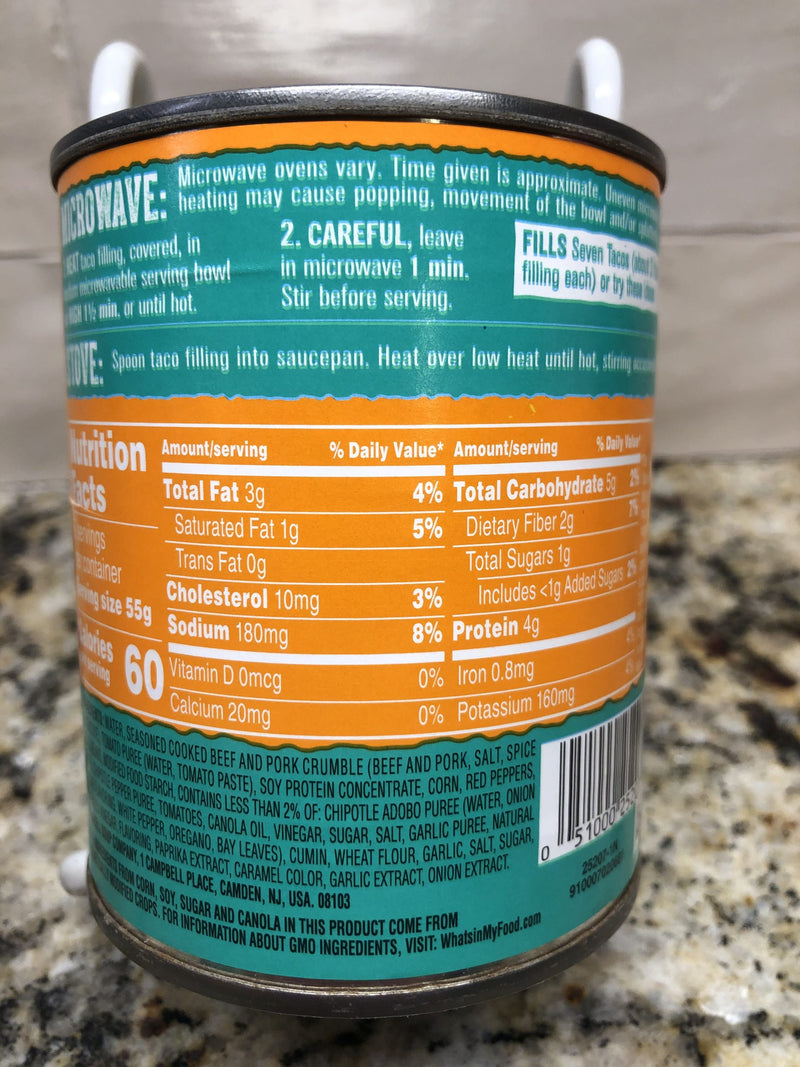 MICROWAVE:
Microwave ovens vary. Time given is approximate. Uneven
heating may cause popping, movement of the bowl and/or
HEAT taco filling, covered, in
microwavable serving bowl
HIGH 1½ min. or until hot.
2. CAREFUL, leave
in microwave 1 min.
Stir before serving.
FILLS Seven Tacos (about
filling each) or try these
STOVE: Spoon taco filling into saucepan. Heat over low heat until hot, stirring
Nutrition
Facts
servings
container
serving size 55g
Calories
serving 60
Amount/serving % Daily Value*
Total Fat 3g 4%
Saturated Fat 1g 5%
Trans Fat 0g
Cholesterol 10mg 3%
Sodium 180mg 8%
Vitamin D 0mcg 0%
Calcium 20mg 0%
Amount/serving % Daily Value*
Total Carbohydrate 5g 2%
Dietary Fiber 2g 7%
Total Sugars 1g
Includes <1g Added Sugars 2%
Protein 4g
Iron 0.8mg 4%
Potassium 160mg 4%
WATER, SEASONED COOKED BEEF AND PORK CRUMBLE (BEEF AND PORK, SALT, SPICE
TOMATO PUREE (WATER, TOMATO PASTE), SOY PROTEIN CONCENTRATE, CORN, RED PEPPERS,
MODIFIED FOOD STARCH, CONTAINS LESS THAN 2% OF: CHIPOTLE ADOBO PUREE (WATER, ONION
PEPPER PUREE, TOMATOES, CANOLA OIL, VINEGAR, SUGAR, SALT, GARLIC PUREE, NATURAL
WHITE PEPPER, OREGANO, BAY LEAVES), CUMIN, WHEAT FLOUR, GARLIC, SALT, SUGAR,
FLAVORING, PAPRIKA EXTRACT, CARAMEL COLOR, GARLIC EXTRACT, ONION EXTRACT.
COMPANY, 1 CAMPBELL PLACE, CAMDEN, NJ, USA. 08103
FROM CORN, SOY, SUGAR AND CANOLA IN THIS PRODUCT COME FROM
MODIFIED CROPS. FOR INFORMATION ABOUT GMO INGREDIENTS, VISIT: WhatsinMyFood.com
0 51000
25207-1N